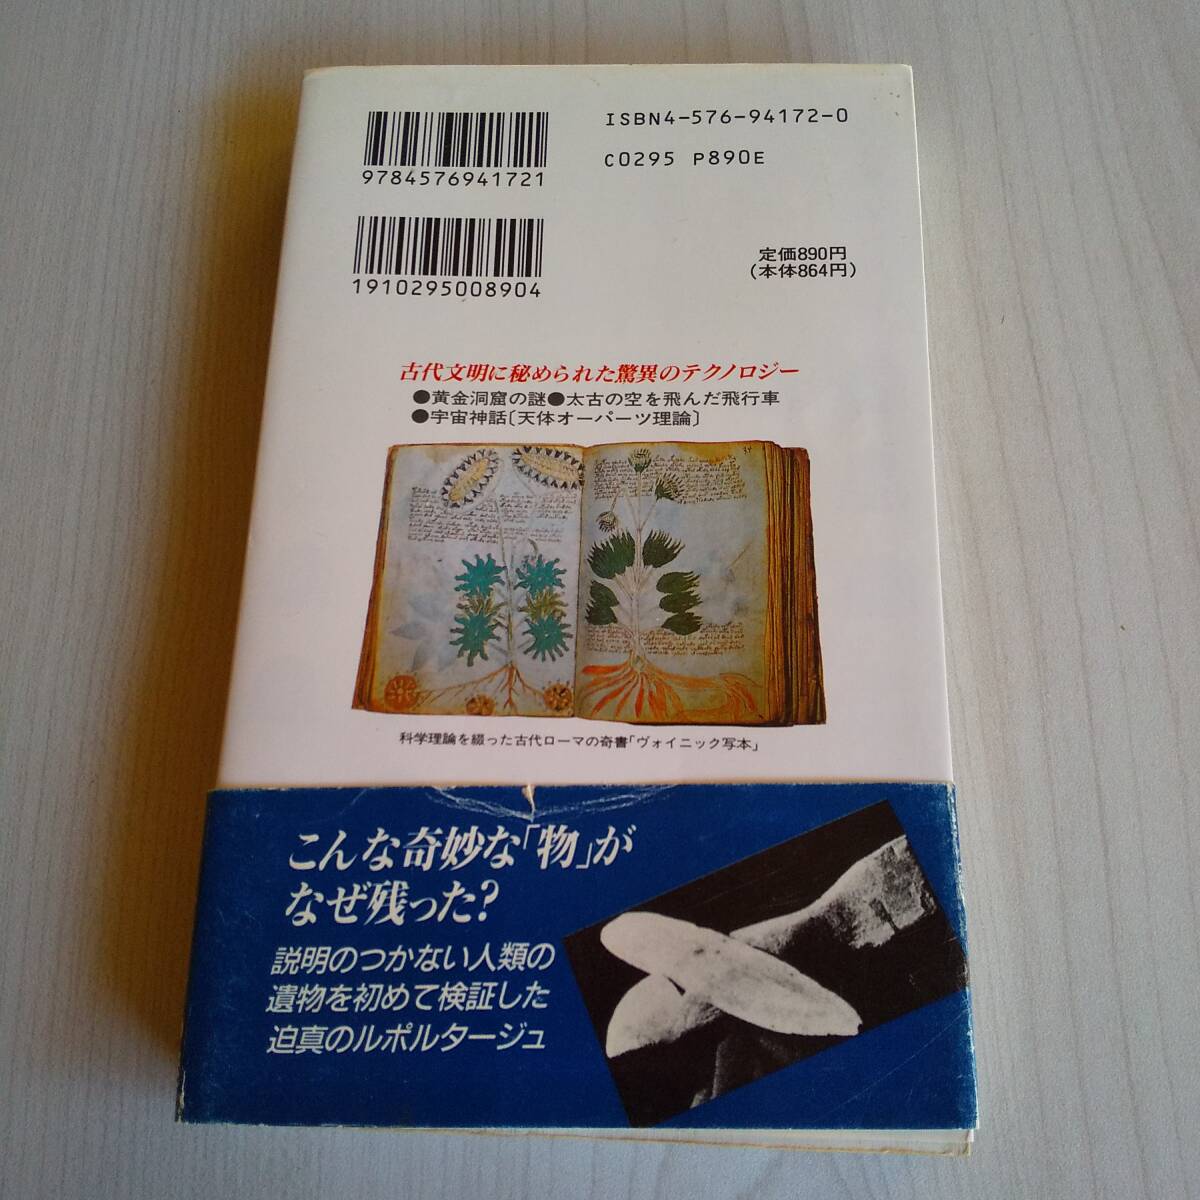 ISBN4-576-94172-0
9784576941721
C0295 P890E
1910295008904
定価890円
(本体864円)
古代文明に秘められた驚異のテクノロジー
●黄金洞窟の謎●太古の空を飛んだ飛行車
●宇宙神話〔天体オーパーツ理論〕
科学理論を綴った古代ローマの奇書「ヴォイニック写本」
こんな奇妙な「物」が
なぜ残った?
説明のつかない人類の
遺物を初めて検証した
迫真のルポルタージュ